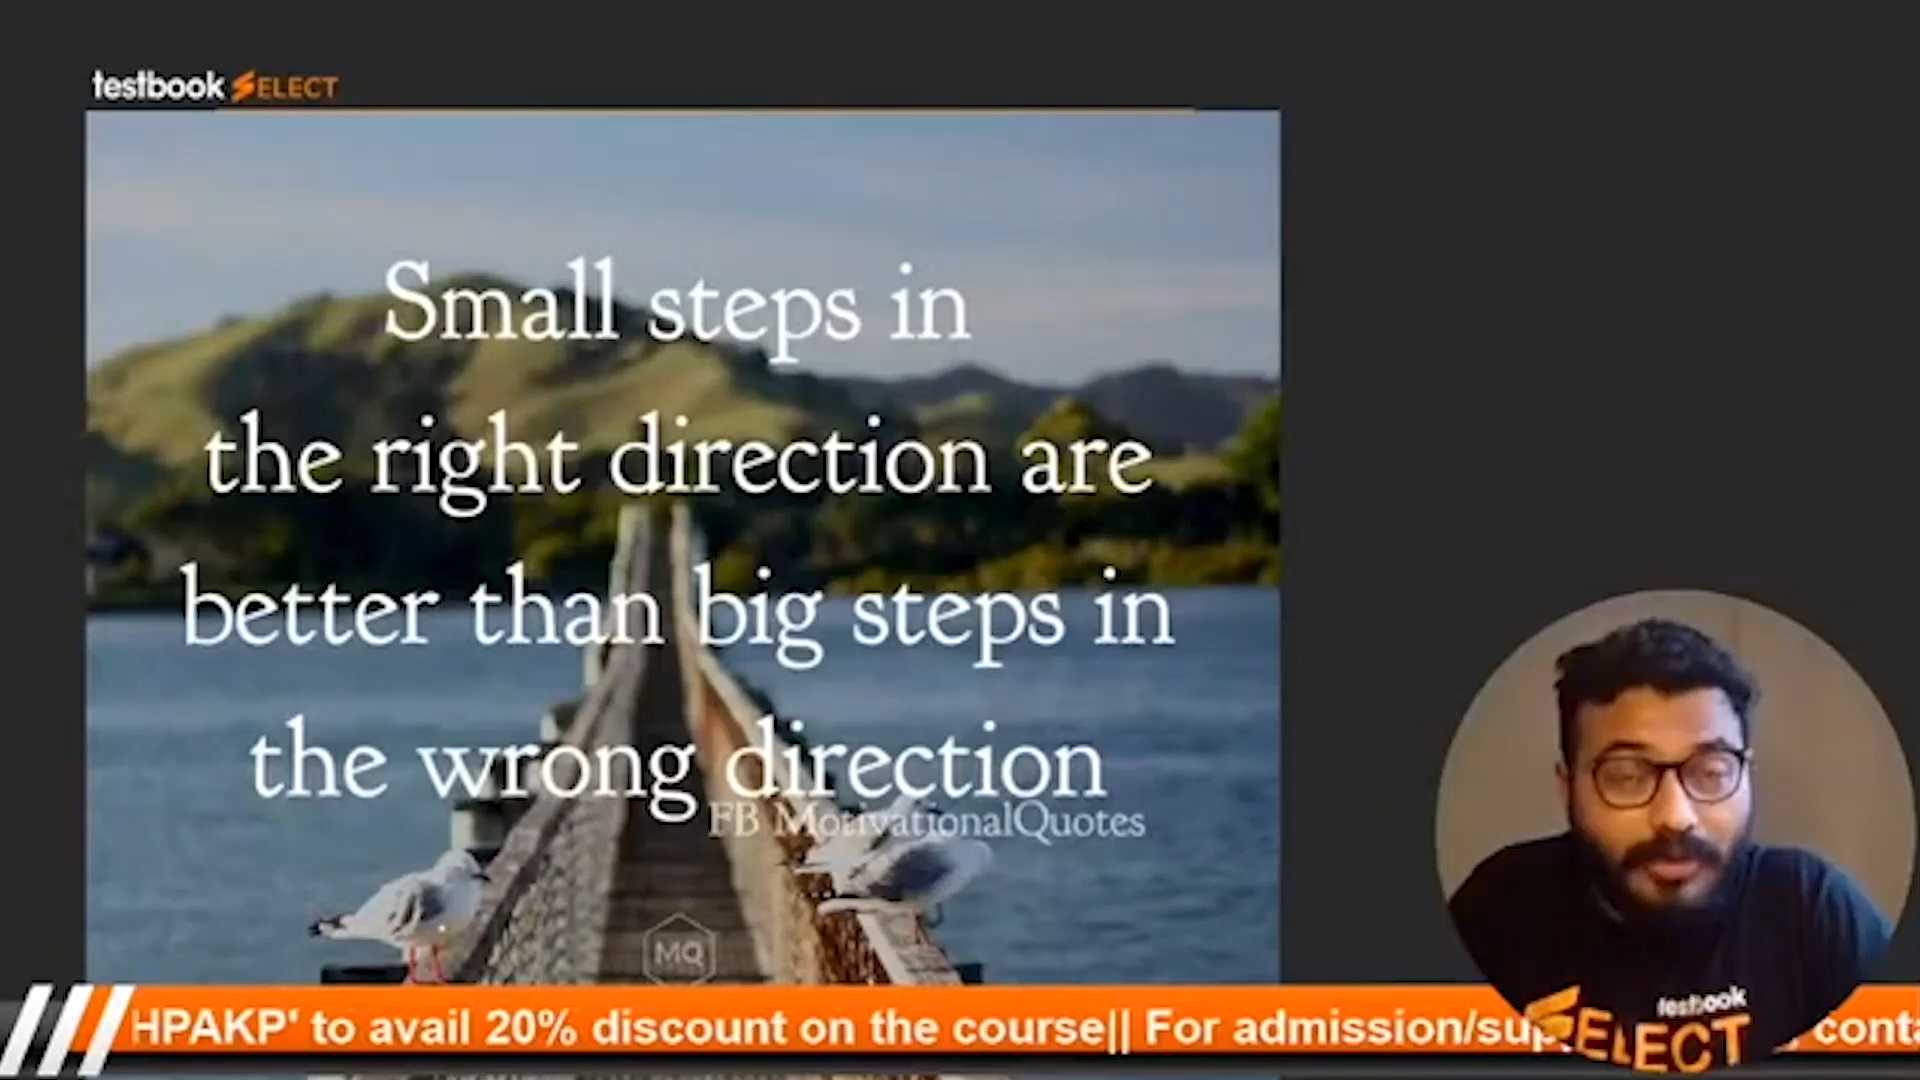 testbook SELECT
Small steps in
the right direction are
better than big steps in
the wrong direction
FB MotivationalQuotes
MQ
HPAKP' to avail 20% discount on the course|| For admission/sup
conta
testbook
SELECT